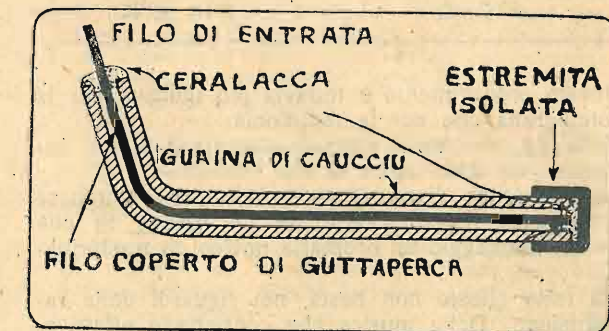 FILO DI ENTRATA
CERALACCA
ESTREMITA
ISOLATA
GUAINA DI CAUCCIU
FILO COPERTO DI GUTTAPERCA